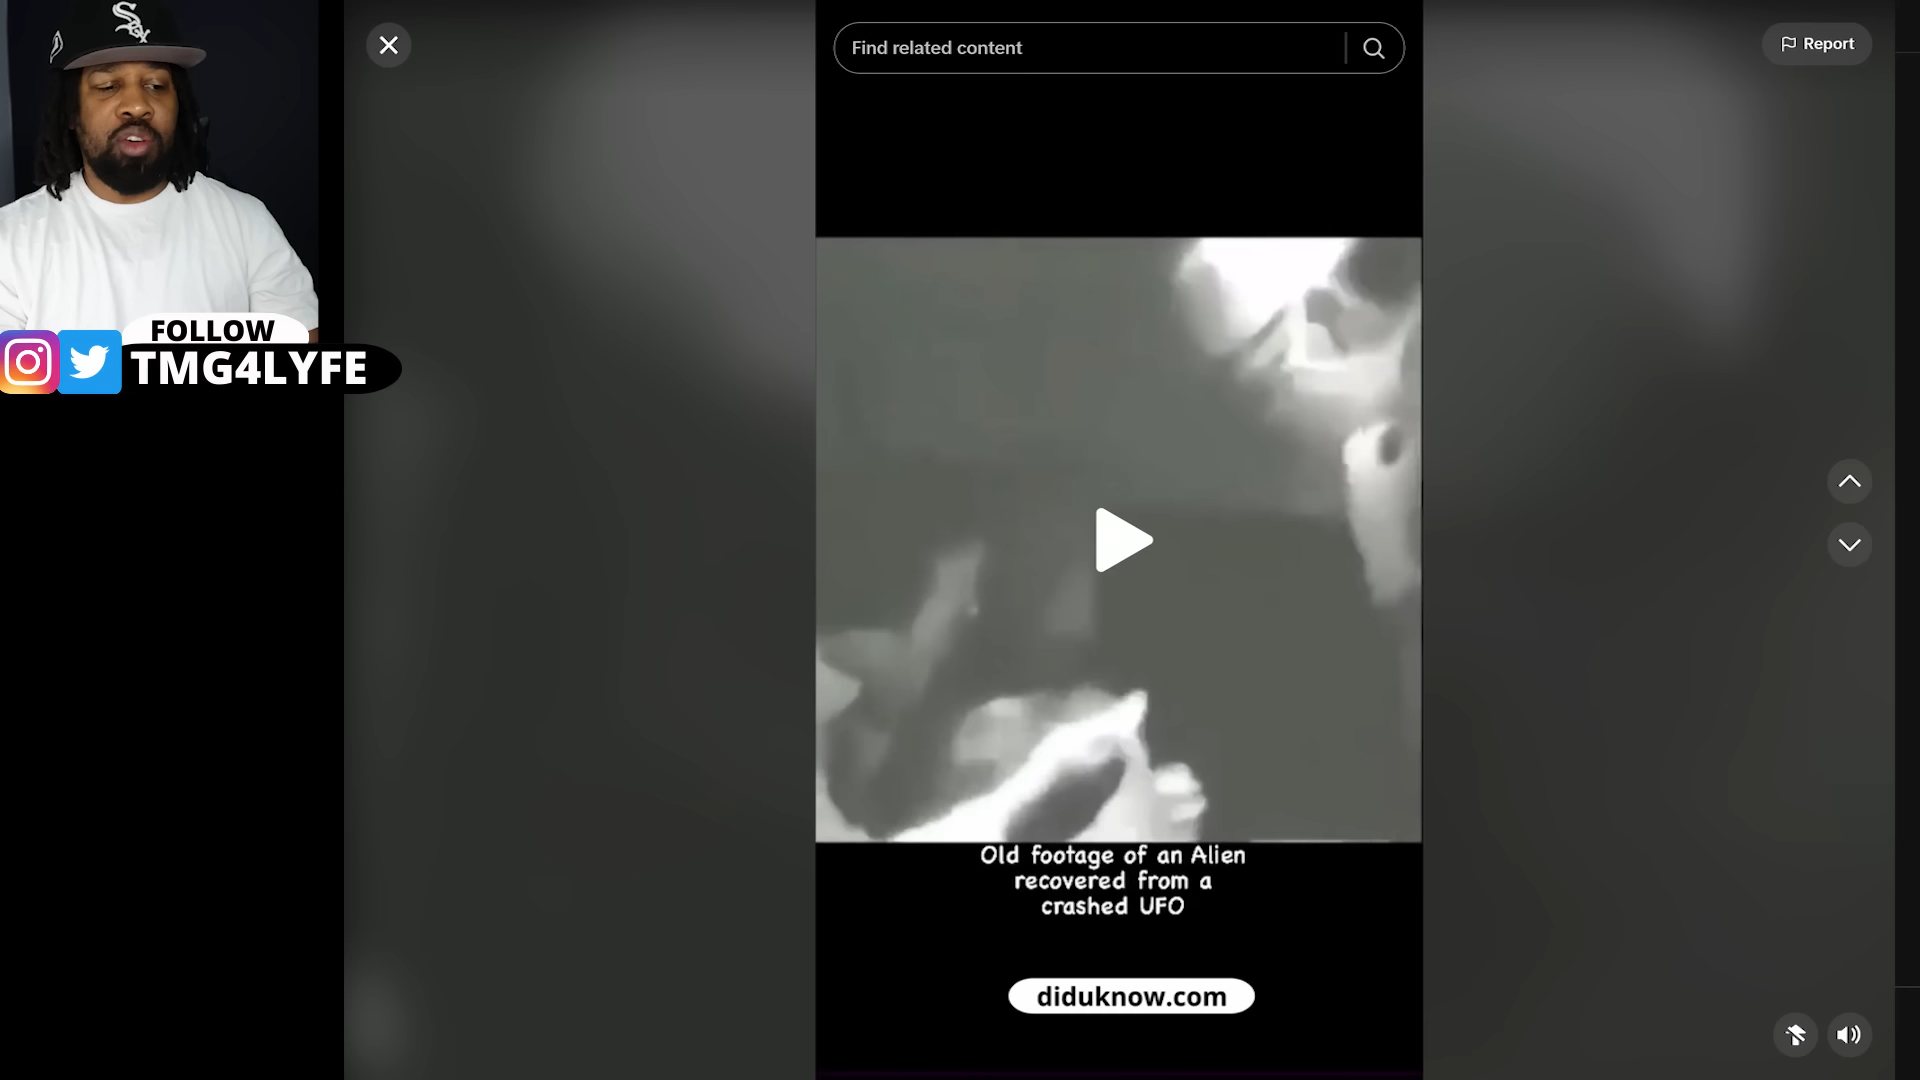 Find related content
Report
FOLLOW
TMG4LYFE
Old footage of an Alien
recovered from a
crashed UFO
diduknow.com